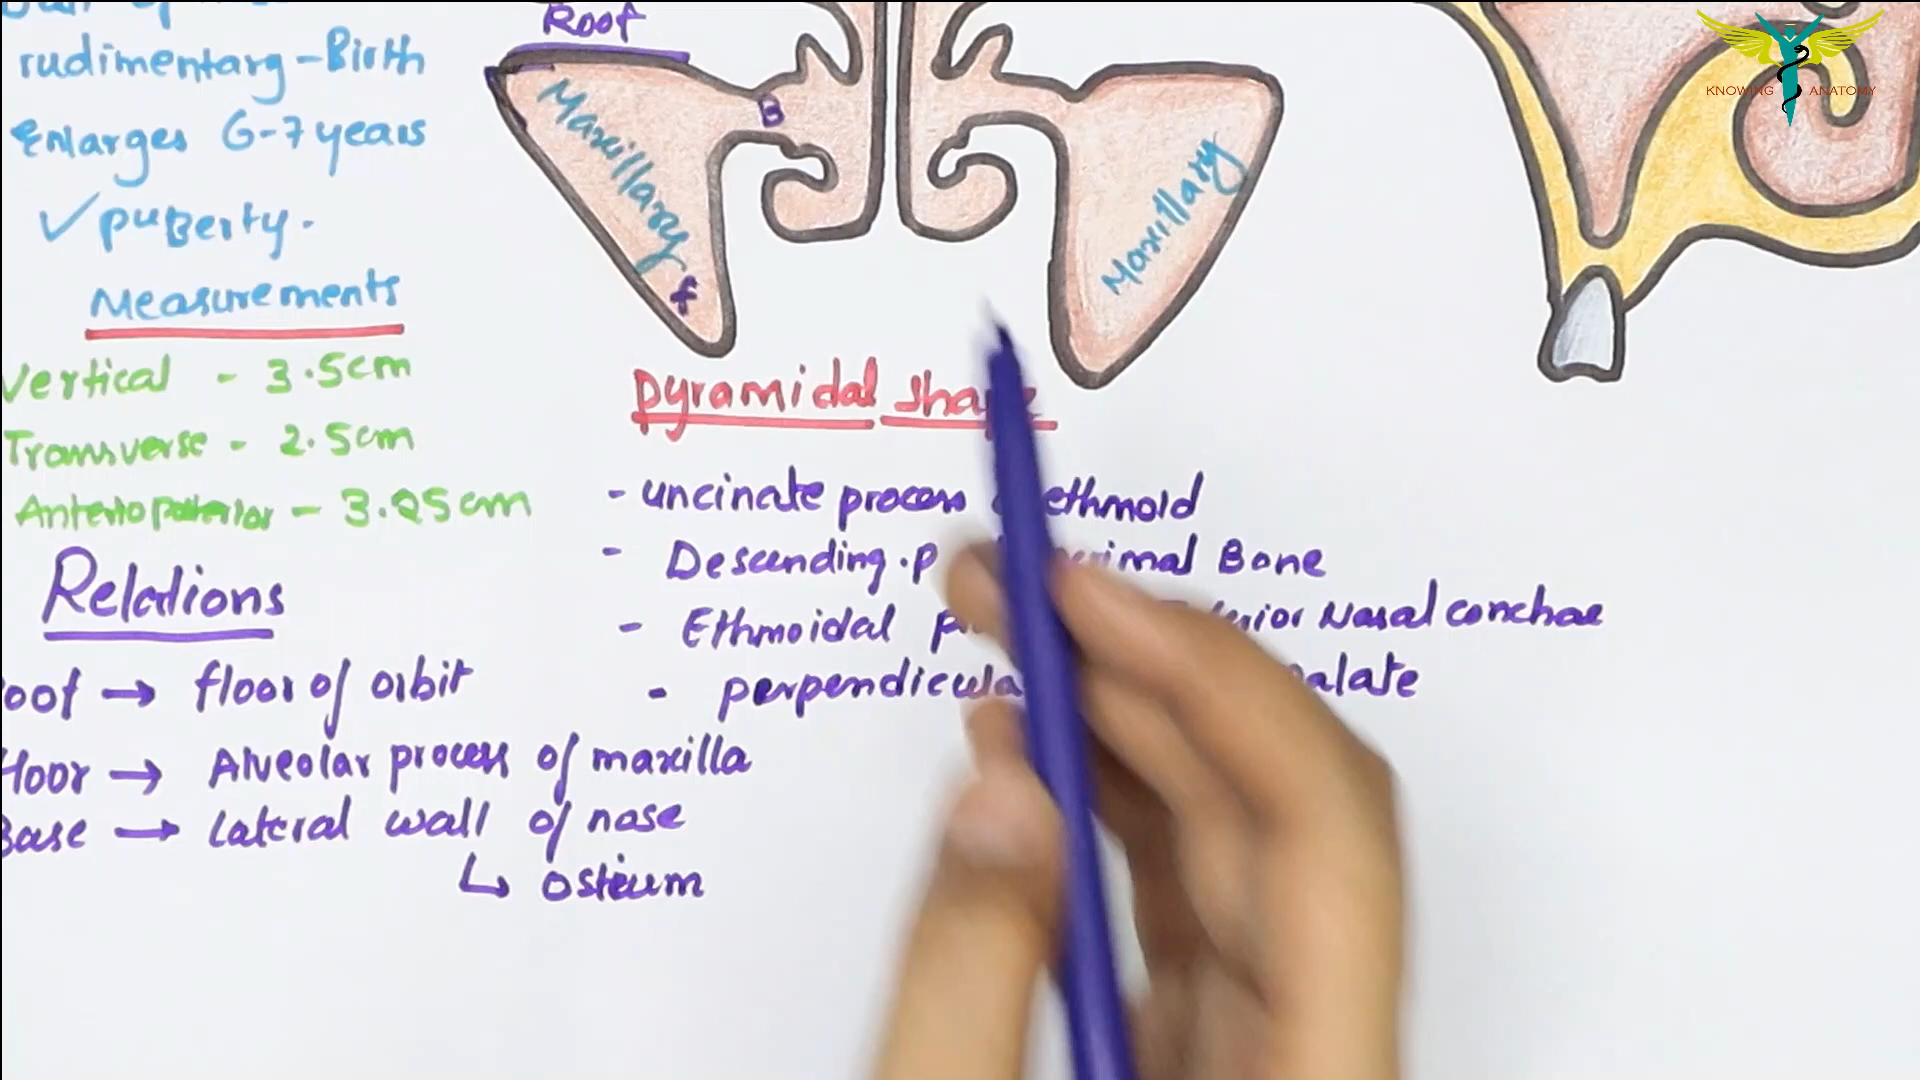 rudimentary - Birth
Enlarges 6-7 years
✓ puBerty.
Measurements
Vertical - 3.5cm
Transverse - 2.5cm
Anterioposterior - 3.25cm
Relations
oof → floor of orbit
floor → Alveolar process of maxilla
Base → Lateral wall of nose
↳ osteum
Roof
Maxillary
B
f
Maxillary
pyramidal shape
- uncinate process ethmoid
- Descending.p Bone
- Ethmoidal Nasal conchae
- perpendicula alate
KNOWING ANATOMY